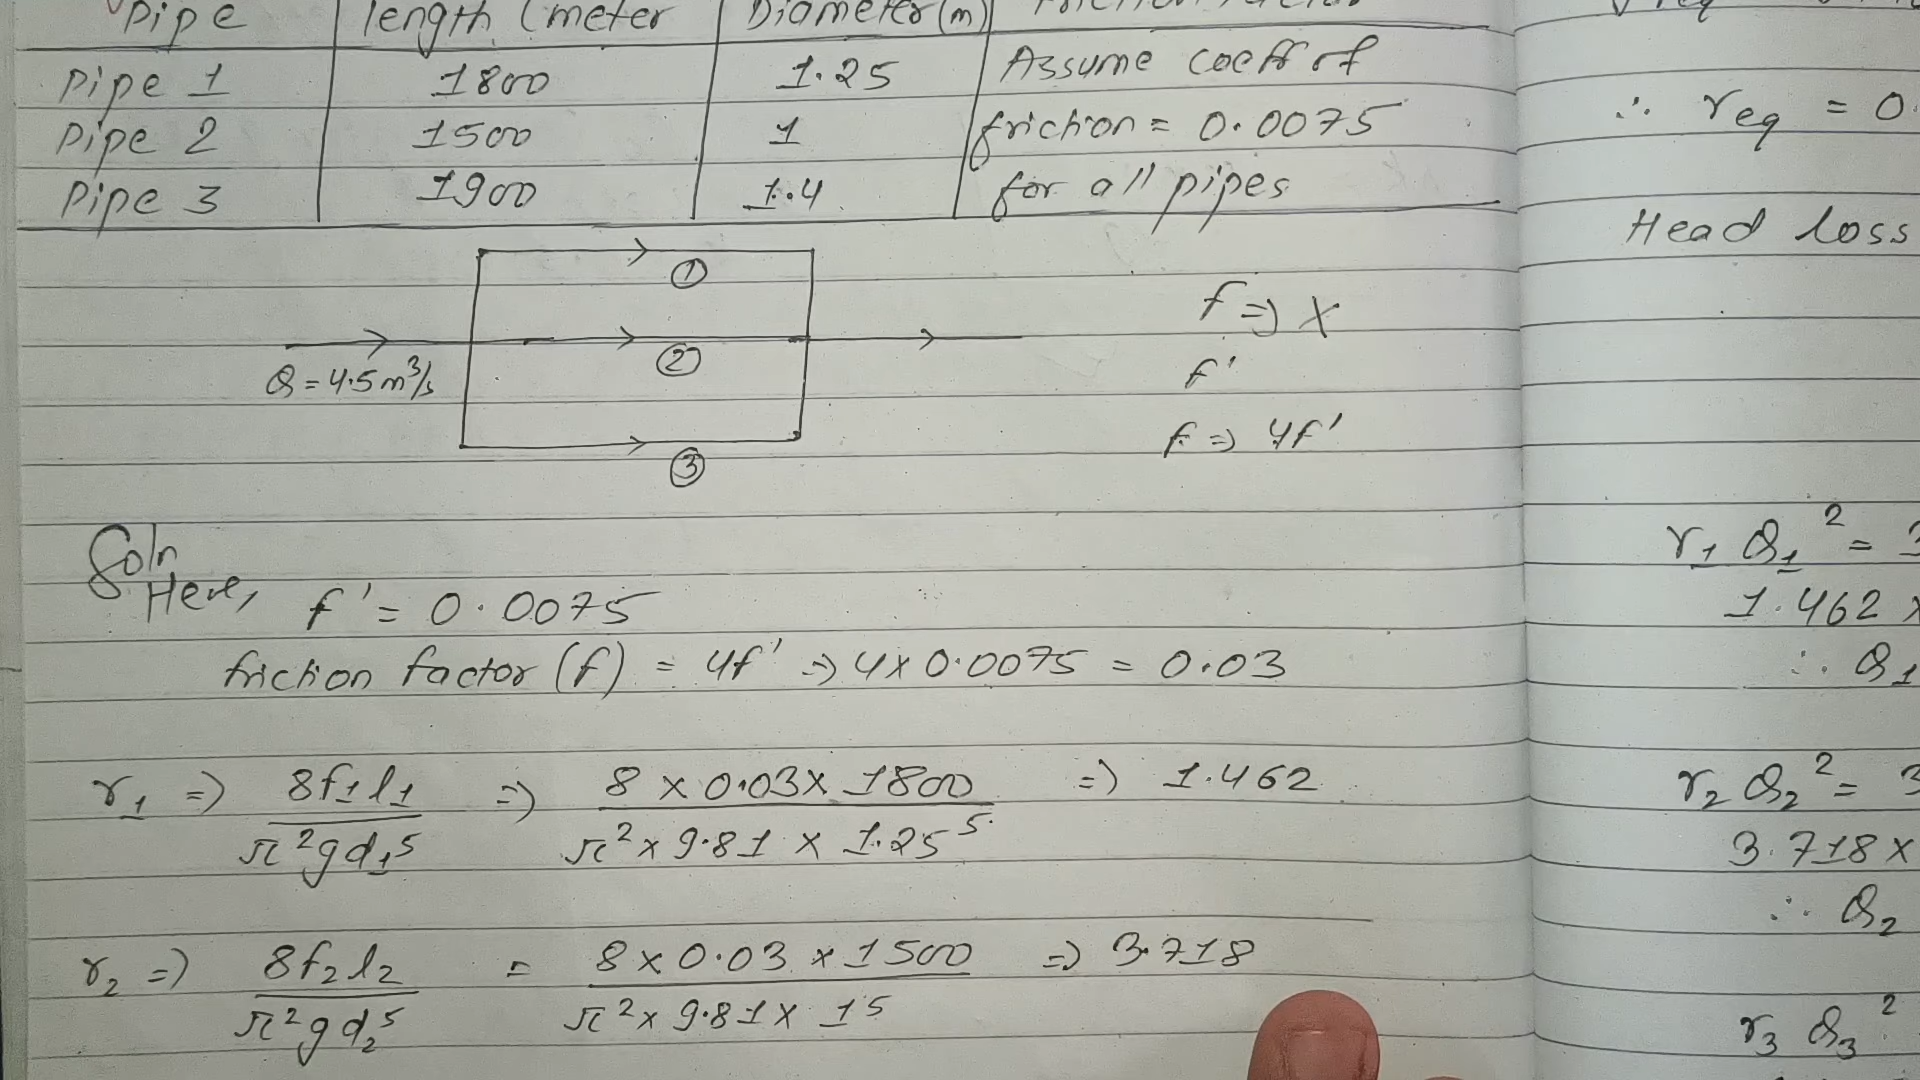 Pipe length (meter Diameter(m)
Pipe 1 1800 1.25 Assume coeff of
Pipe 2 1500 1 friction = 0.0075
Pipe 3 1900 1.4 for all pipes
①
②
③
Q = 4.5 m³/s
f => X
f'
f => 4f'
Soln
Here, f' = 0.0075
friction factor (f) = 4f' => 4x0.0075 = 0.03
r₁ => 8f₁l₁ / π²gd₁⁵ => 8 x 0.03 x 1800 / π² x 9.81 x 1.25⁵ => 1.462
r₂ => 8f₂l₂ / π²gd₂⁵ = 8 x 0.03 x 1500 / π² x 9.81 x 1⁵ => 3.718
∴ req = 0.
Head loss
r₁ Q₁² =
1.462 x
∴ Q₁
r₂ Q₂² = 3
3.718 x
∴ Q₂
r₃ Q₃²